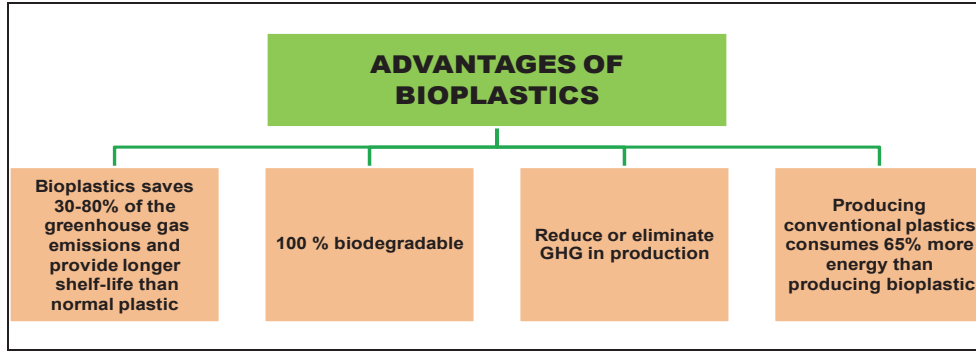 ADVANTAGES OF
BIOPLASTICS
Bioplastics saves
30-80% of the
greenhouse gas
emissions and
provide longer
shelf-life than
normal plastic
100 % biodegradable
Reduce or eliminate
GHG in production
Producing
conventional plastics
consumes 65% more
energy than
producing bioplastic